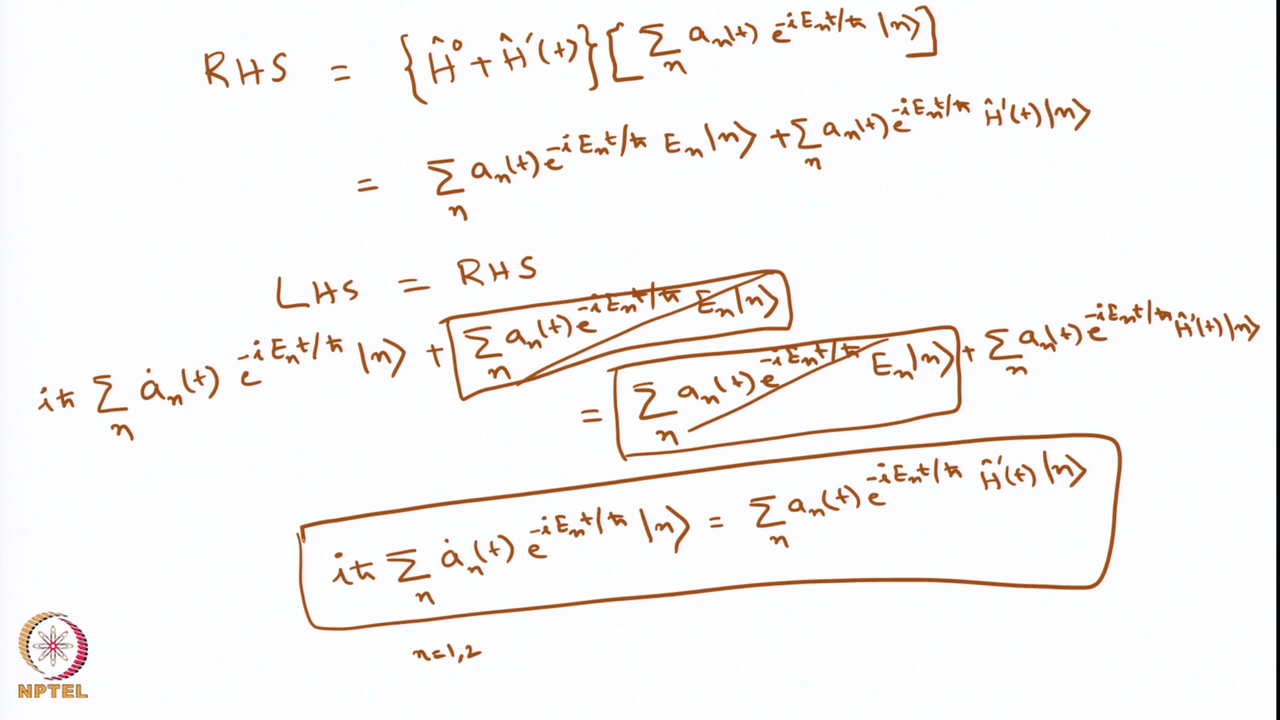 RHS = {Ĥ⁰ + Ĥ′(t)} [ ∑ₙ aₙ(t) e^{-iEₙt/ħ} |n⟩ ]
= ∑ₙ aₙ(t) e^{-iEₙt/ħ} Eₙ|n⟩ + ∑ₙ aₙ(t) e^{-iEₙt/ħ} Ĥ′(t)|n⟩
LHS = RHS
iħ ∑ₙ ȧₙ(t) e^{-iEₙt/ħ} |n⟩ + ∑ₙ aₙ(t) e^{-iEₙt/ħ} Eₙ|n⟩
= ∑ₙ aₙ(t) e^{-iEₙt/ħ} Eₙ|n⟩ + ∑ₙ aₙ(t) e^{-iEₙt/ħ} Ĥ′(t)|n⟩
iħ ∑ₙ ȧₙ(t) e^{-iEₙt/ħ} |n⟩ = ∑ₙ aₙ(t) e^{-iEₙt/ħ} Ĥ′(t)|n⟩
n=1,2
NPTEL